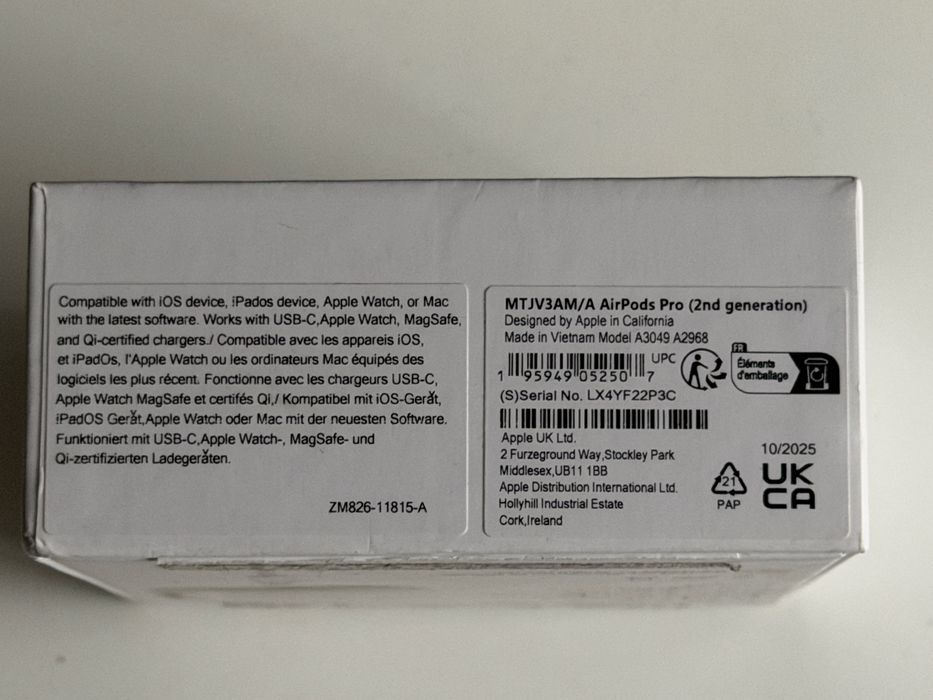 Compatible with iOS device, iPados device, Apple Watch, or Mac
with the latest software. Works with USB-C,Apple Watch, MagSafe,
and Qi-certified chargers./ Compatible avec les appareis iOS,
et iPadOs, l'Apple Watch ou les ordinateurs Mac équipés des
logiciels les plus récent. Fonctionne avec les chargeurs USB-C,
Apple Watch MagSafe et certifés Qi,/ Kompatibel mit iOS-Gerǎt,
iPadOS Gerǎt,Apple Watch oder Mac mit der neuesten Software.
Funktioniert mit USB-C,Apple Watch-, MagSafe- und
Qi-zertifizierten Ladegerǎten.
ZM826-11815-A
MTJV3AM/A AirPods Pro (2nd generation)
Designed by Apple in California
Made in Vietnam Model A3049 A2968
UPC
1 95949 05250 7
FR
Éléments
d'emballage
(S)Serial No. LX4YF22P3C
Apple UK Ltd.
2 Furzeground Way,Stockley Park
Middlesex,UB11 1BB
Apple Distribution International Ltd.
Hollyhill Industrial Estate
Cork,Ireland
21
PAP
10/2025
UK
CA